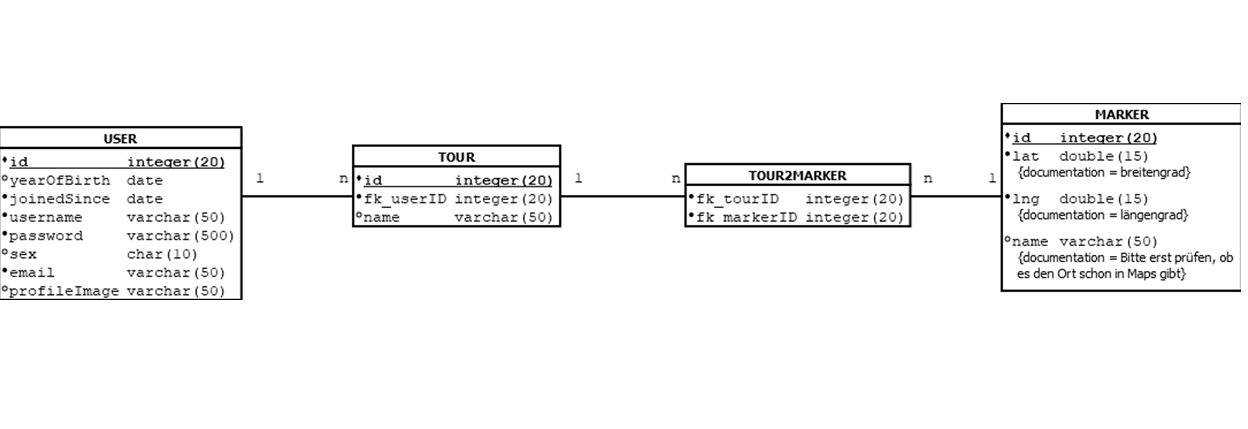 USER
id integer(20)
yearOfBirth date
joinedSince date
username varchar(50)
password varchar(500)
sex char(10)
email varchar(50)
profileImage varchar(50)
1
n
TOUR
id integer(20)
fk_userID integer(20)
name varchar(50)
1
n
TOUR2MARKER
fk_tourID integer(20)
fk_markerID integer(20)
n
1
MARKER
id integer(20)
lat double(15)
{documentation = breitengrad}
lng double(15)
{documentation = längengrad}
name varchar(50)
{documentation = Bitte erst prüfen, ob
es den Ort schon in Maps gibt}